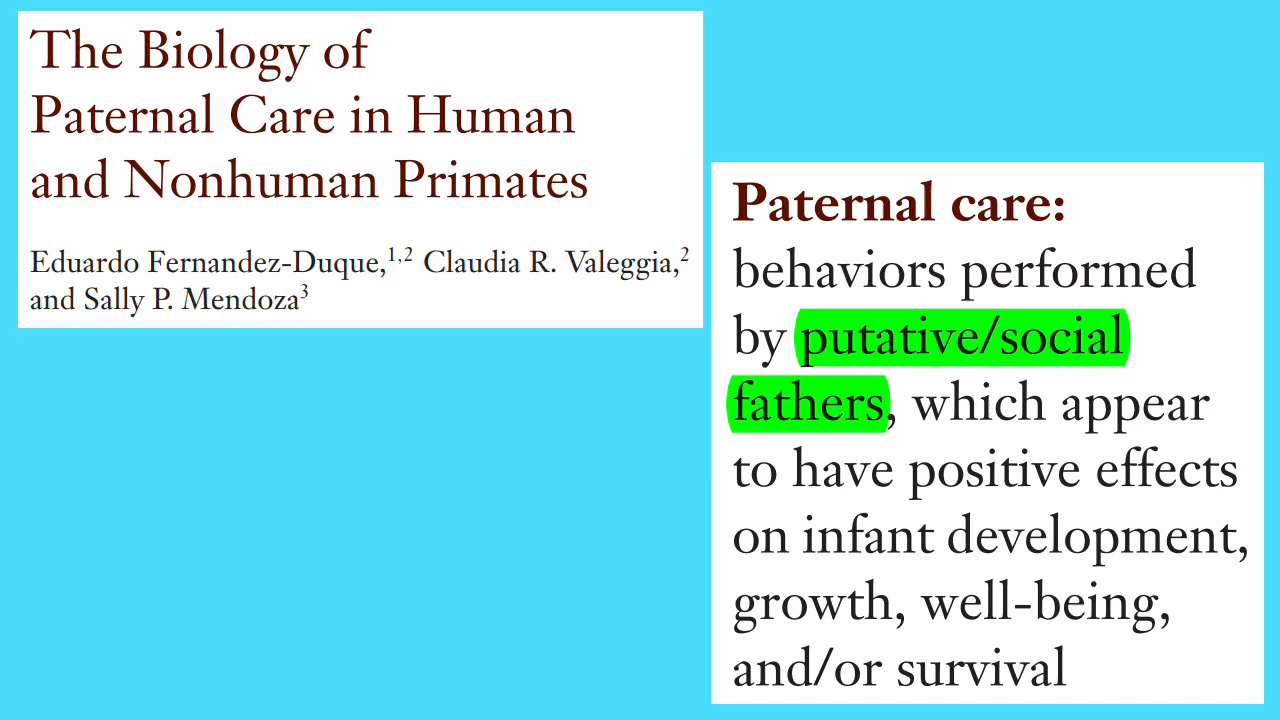 The Biology of
Paternal Care in Human
and Nonhuman Primates
Eduardo Fernandez-Duque,1,2 Claudia R. Valeggia,2
and Sally P. Mendoza3
Paternal care:
behaviors performed
by putative/social
fathers, which appear
to have positive effects
on infant development,
growth, well-being,
and/or survival